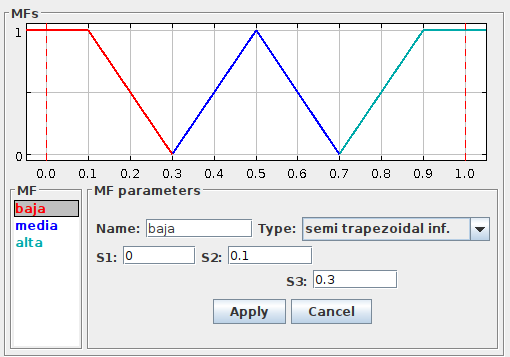 MFs
1
0
0.0 0.1 0.2 0.3 0.4 0.5 0.6 0.7 0.8 0.9 1.0
MF
baja
media
alta
MF parameters
Name: baja Type: semi trapezoidal inf.
S1: 0 S2: 0.1
S3: 0.3
Apply Cancel